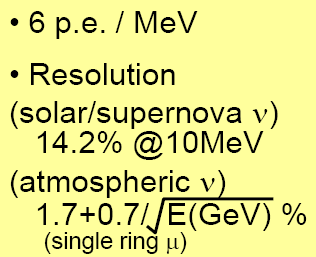 • 6 p.e. / MeV
• Resolution
(solar/supernova ν)
14.2% @10MeV
(atmospheric ν)
1.7+0.7/√E(GeV) %
(single ring μ)